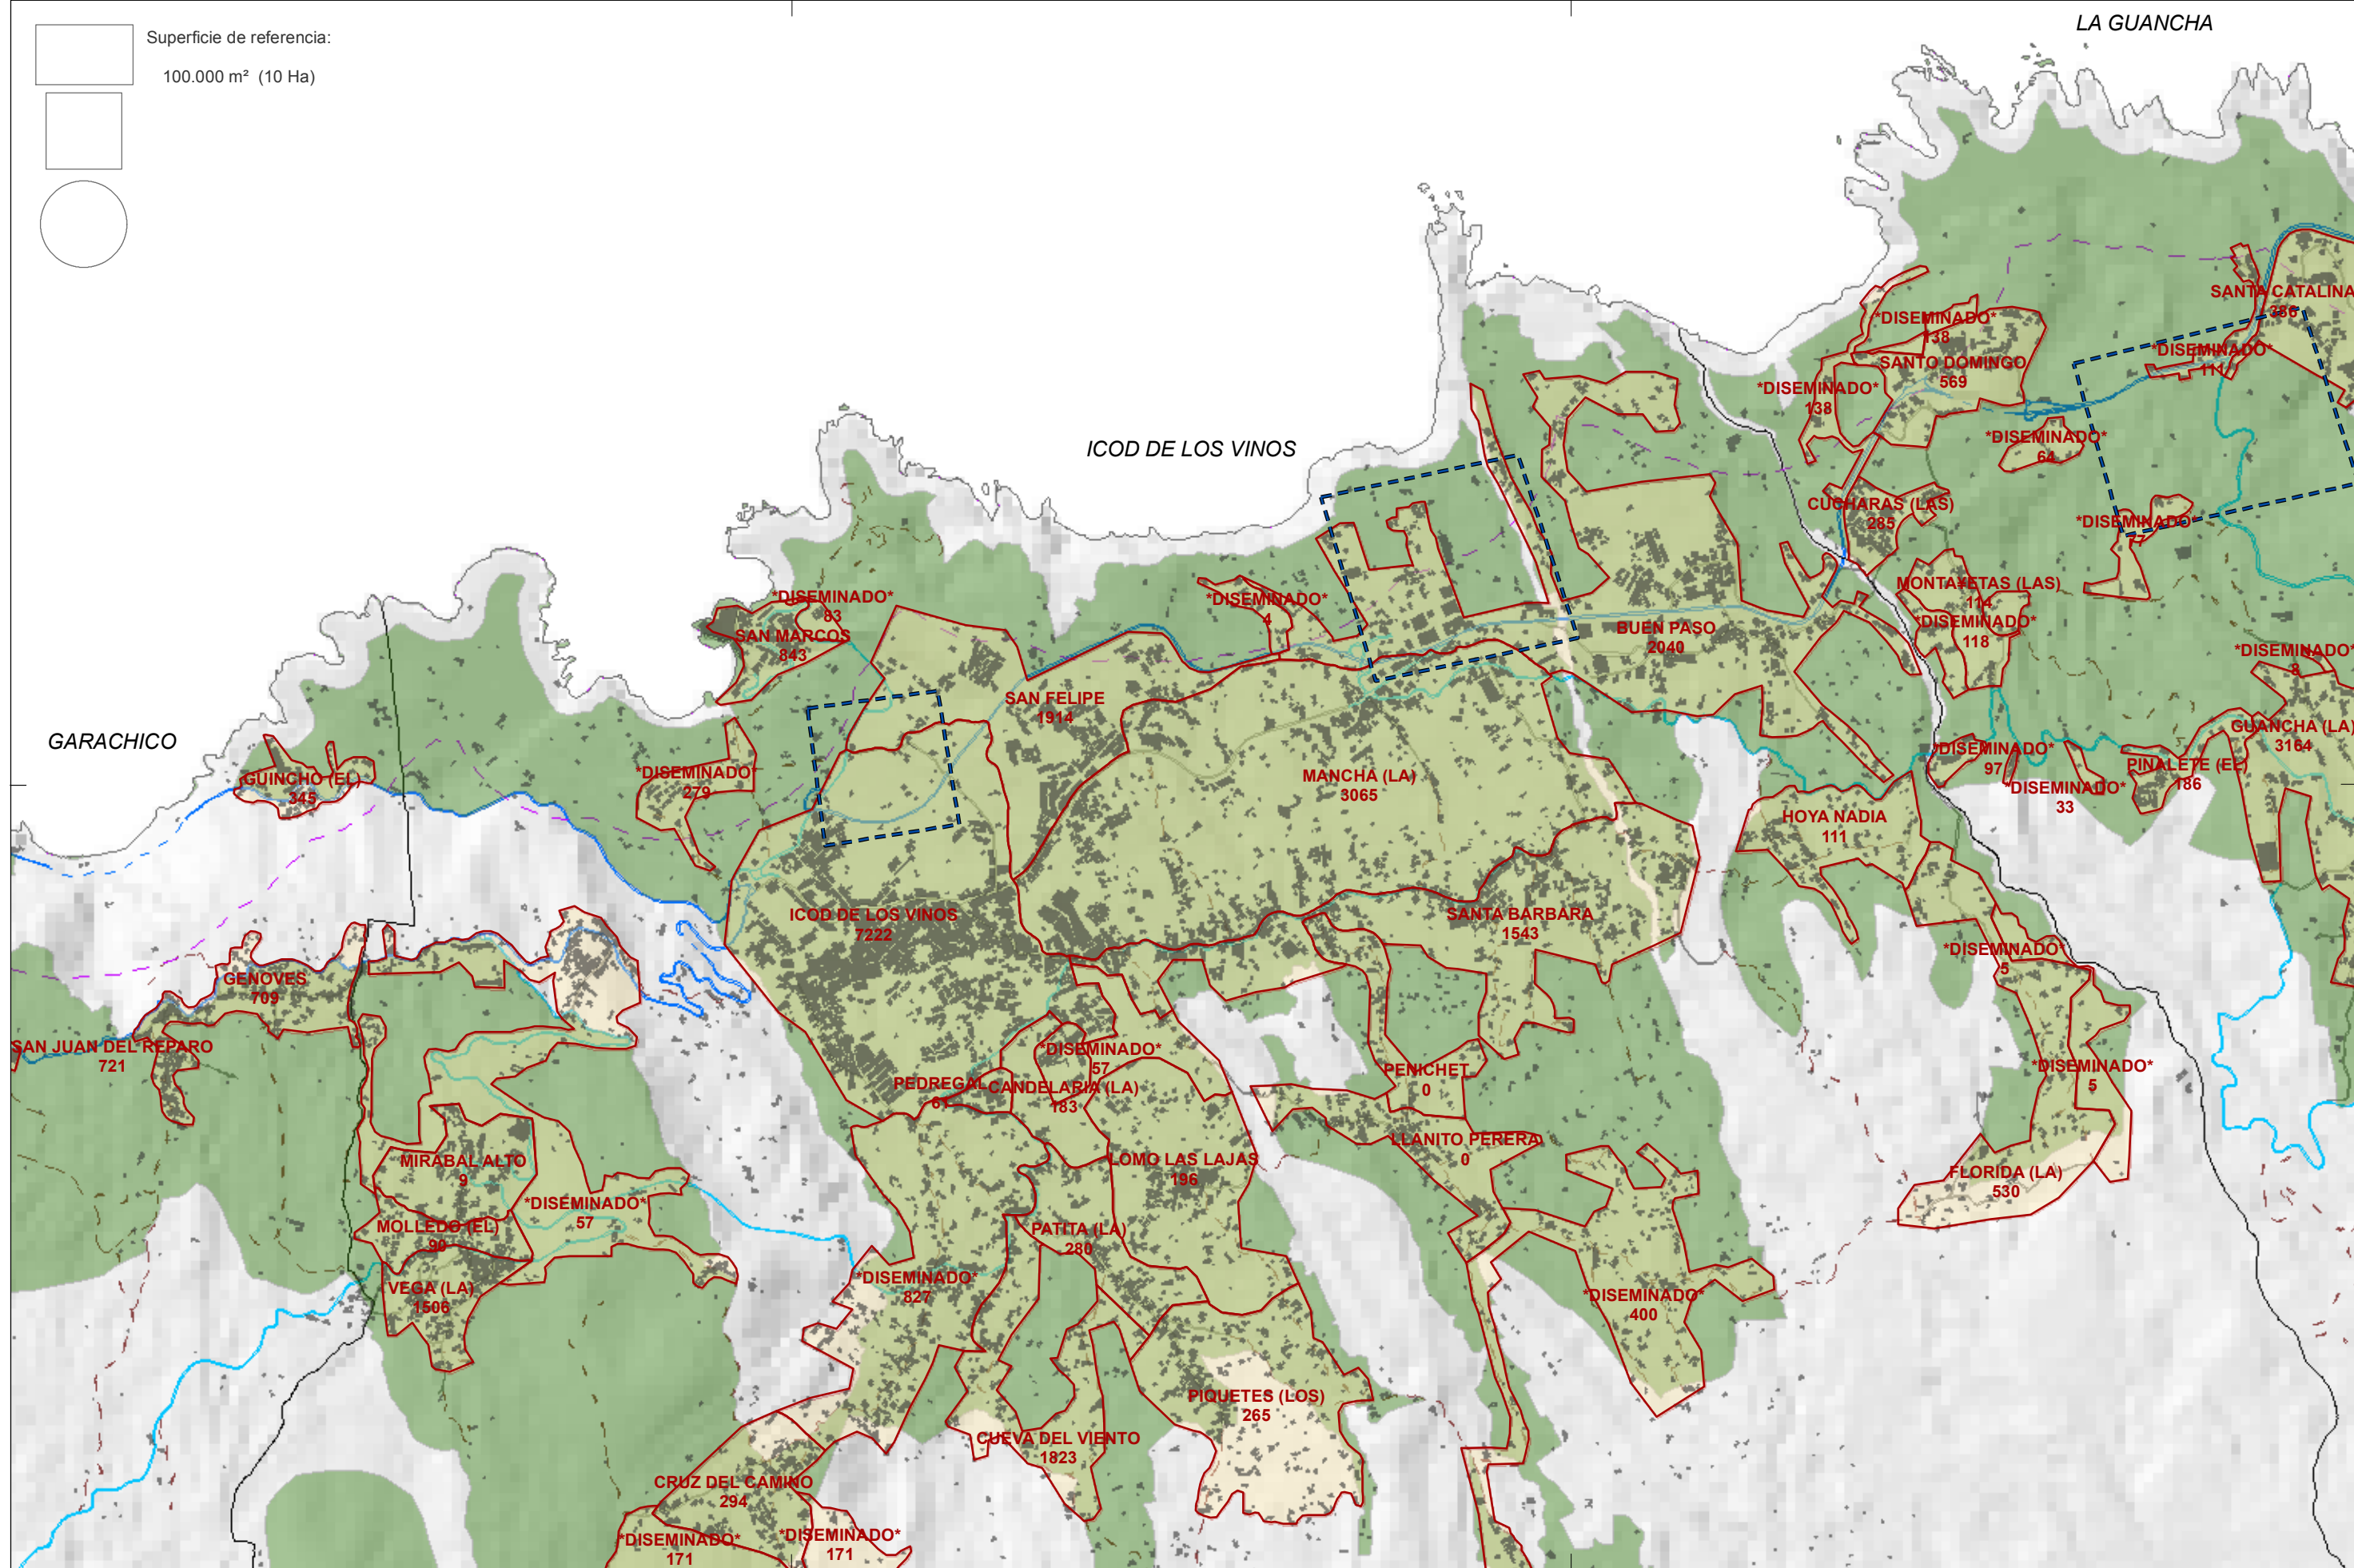 LA GUANCHA
Superficie de referencia:
100.000 m² (10 Ha)
SANTA CATALINA
386
*DISEMINADO*
138
*DISEMINADO*
111
SANTO DOMINGO
569
*DISEMINADO*
138
*DISEMINADO*
64
ICOD DE LOS VINOS
CUCHARAS (LAS)
285
*DISEMINADO*
77
MONTA¥ETAS (LAS)
114
*DISEMINADO*
118
*DISEMINADO*
83
*DISEMINADO*
4
SAN MARCOS
843
BUEN PASO
2040
*DISEMINADO*
8
SAN FELIPE
1914
GUANCHA (LA)
3164
GARACHICO
GUINCHO (EL)
345
*DISEMINADO*
279
MANCHA (LA)
3065
*DISEMINADO*
97
PINALETE (EL)
186
*DISEMINADO*
33
HOYA NADIA
111
ICOD DE LOS VINOS
7222
SANTA BARBARA
1543
*DISEMINADO*
5
GENOVES
709
SAN JUAN DEL REPARO
721
*DISEMINADO*
57
PENICHET
0
*DISEMINADO*
5
PEDREGAL
61
CANDELARIA (LA)
183
LLANITO PERERA
0
MIRABAL ALTO
9
LOMO LAS LAJAS
196
FLORIDA (LA)
530
*DISEMINADO*
57
MOLLEDO (EL)
90
PATITA (LA)
280
*DISEMINADO*
827
VEGA (LA)
1506
*DISEMINADO*
400
PIQUETES (LOS)
265
CUEVA DEL VIENTO
1823
CRUZ DEL CAMINO
294
*DISEMINADO*
171
*DISEMINADO*
171